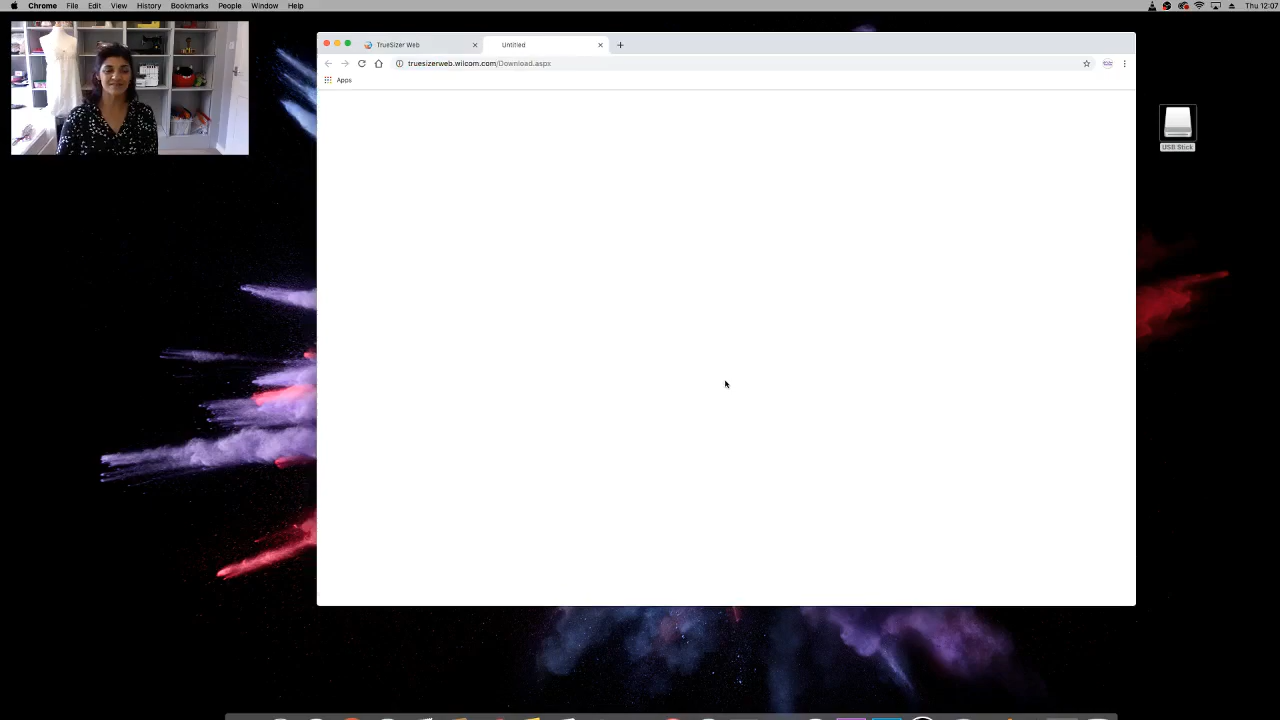 Chrome File Edit View History Bookmarks People Window Help Thu 12:07
TrueSizer Web Untitled
truesizerweb.wilcom.com/Download.aspx
Apps
USB Stick